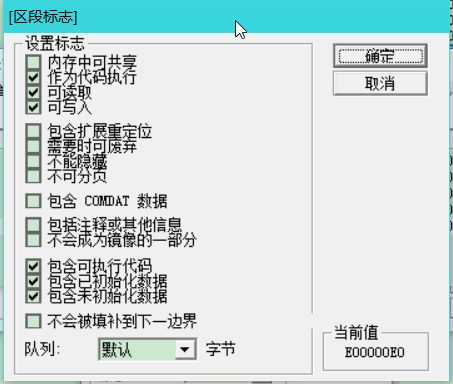 [区段标志]
设置标志
内存中可共享
作为代码执行
可读取
可写入
包含扩展重定位
需要时可废弃
不能隐藏
不可分页
包含 COMDAT 数据
包括注释或其他信息
不会成为镜像的一部分
包含可执行代码
包含已初始化数据
包含未初始化数据
不会被填补到下一边界
队列: 默认 字节
确定
取消
当前值
E00000E0